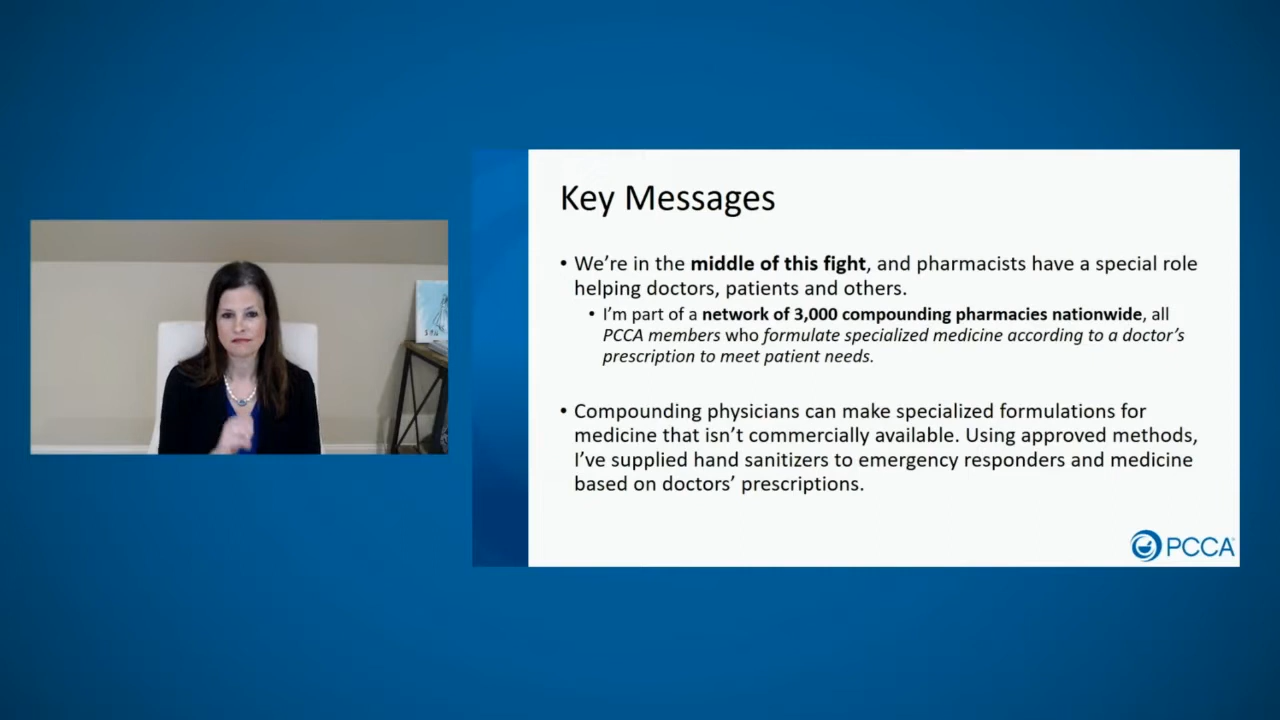 Key Messages
• We're in the middle of this fight, and pharmacists have a special role
helping doctors, patients and others.
• I'm part of a network of 3,000 compounding pharmacies nationwide, all
PCCA members who formulate specialized medicine according to a doctor's
prescription to meet patient needs.
• Compounding physicians can make specialized formulations for
medicine that isn't commercially available. Using approved methods,
I've supplied hand sanitizers to emergency responders and medicine
based on doctors' prescriptions.
PCCA